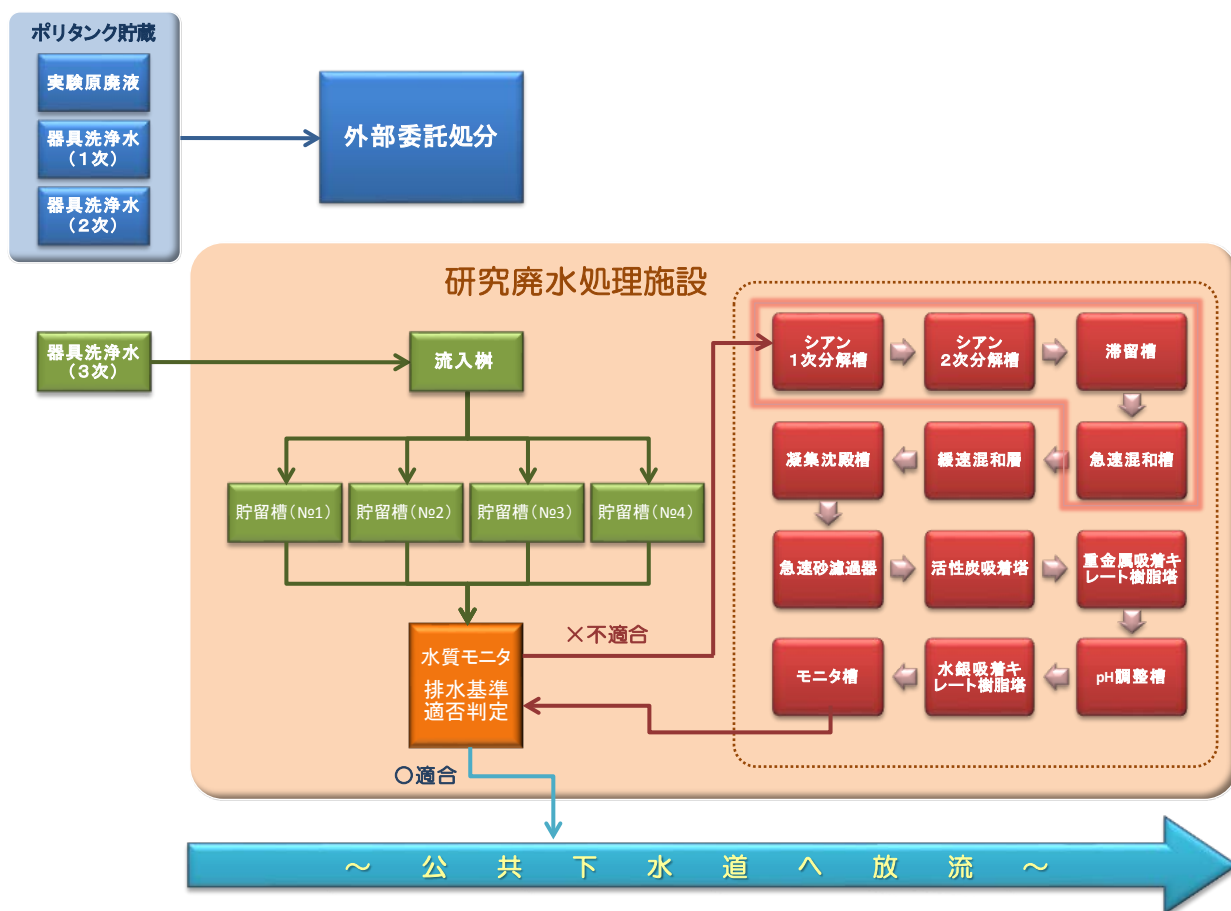 ポリタンク貯蔵
実験原廃液
器具洗浄水
(1次)
器具洗浄水
(2次)
外部委託処分
研究廃水処理施設
器具洗浄水
(3次)
流入桝
貯留槽(№1)
貯留槽(№2)
貯留槽(№3)
貯留槽(№4)
水質モニタ
排水基準
適否判定
×不適合
○適合
シアン
1次分解槽
シアン
2次分解槽
滞留槽
急速混和槽
緩速混和層
凝集沈殿槽
急速砂濾過器
活性炭吸着塔
重金属吸着キ
レート樹脂塔
pH調整槽
水銀吸着キ
レート樹脂塔
モニタ槽
~ 公 共 下 水 道 へ 放 流 ~